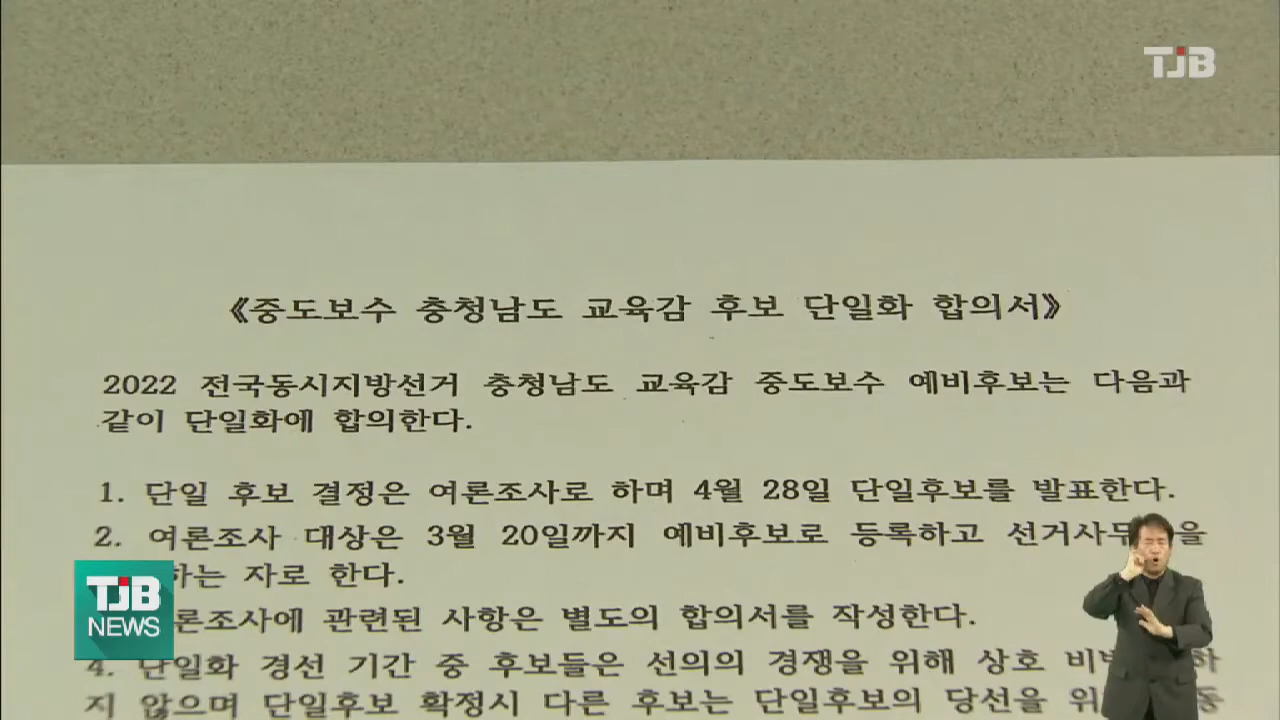 TJB
《중도보수 충청남도 교육감 후보 단일화 합의서》
2022 전국동시지방선거 충청남도 교육감 중도보수 예비후보는 다음과
같이 단일화에 합의한다.
1. 단일 후보 결정은 여론조사로 하며 4월 28일 단일후보를 발표한다.
2. 여론조사 대상은 3월 20일까지 예비후보로 등록하고 선거사무 을
하는 자로 한다.
론조사에 관련된 사항은 별도의 합의서를 작성한다.
4. 단일화 경선 기간 중 후보들은 선의의 경쟁을 위해 상호 하
지 않으며 단일후보 확정시 다른 후보는 단일후보의 당선을 위 동
TJB
NEWS